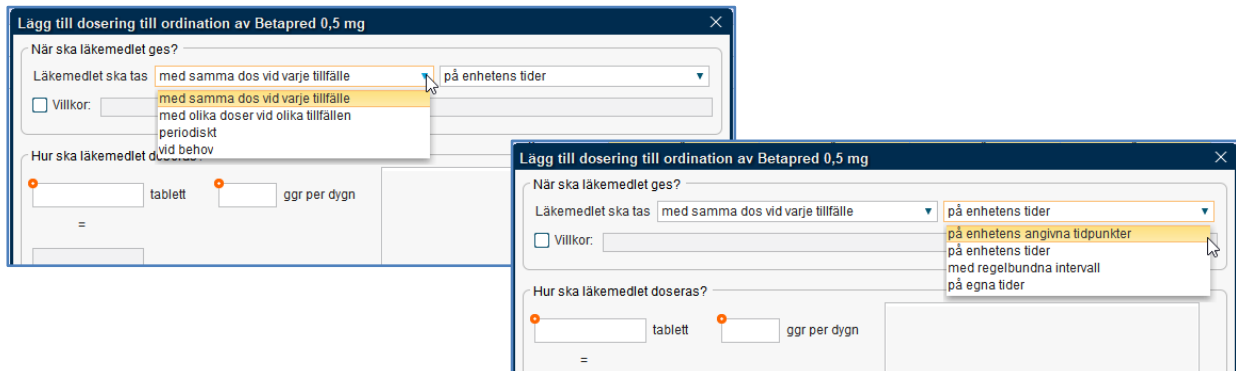 Lägg till dosering till ordination av Betapred 0,5 mg
När ska läkemedlet ges?
Läkemedlet ska tas med samma dos vid varje tillfälle på enhetens tider
Villkor:
med samma dos vid varje tillfälle
med olika doser vid olika tillfällen
periodiskt
vid behov
Hur ska läkemedlet doseras?
tablett ggr per dygn
=
Lägg till dosering till ordination av Betapred 0,5 mg
När ska läkemedlet ges?
Läkemedlet ska tas med samma dos vid varje tillfälle på enhetens tider
Villkor:
på enhetens angivna tidpunkter
på enhetens tider
med regelbundna intervall
på egna tider
Hur ska läkemedlet doseras?
tablett ggr per dygn
=